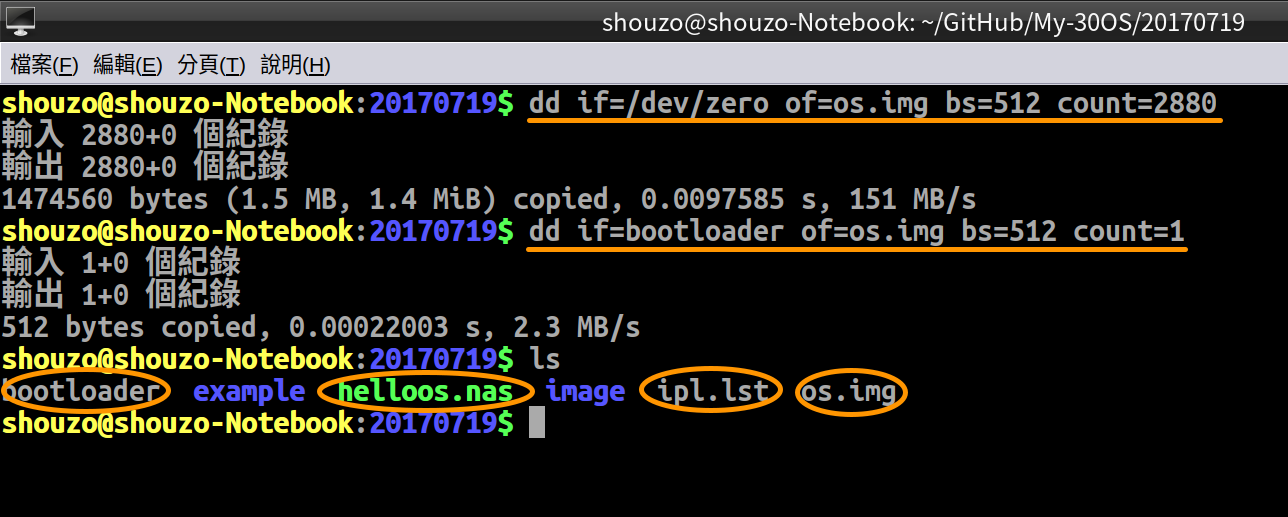 shouzo@shouzo-Notebook: ~/GitHub/My-30OS/20170719
檔案(F) 編輯(E) 分頁(T) 說明(H)
shouzo@shouzo-Notebook:20170719$ dd if=/dev/zero of=os.img bs=512 count=2880
輸入 2880+0 個紀錄
輸出 2880+0 個紀錄
1474560 bytes (1.5 MB, 1.4 MiB) copied, 0.0097585 s, 151 MB/s
shouzo@shouzo-Notebook:20170719$ dd if=bootloader of=os.img bs=512 count=1
輸入 1+0 個紀錄
輸出 1+0 個紀錄
512 bytes copied, 0.00022003 s, 2.3 MB/s
shouzo@shouzo-Notebook:20170719$ ls
bootloader example helloos.nas image ipl.lst os.img
shouzo@shouzo-Notebook:20170719$